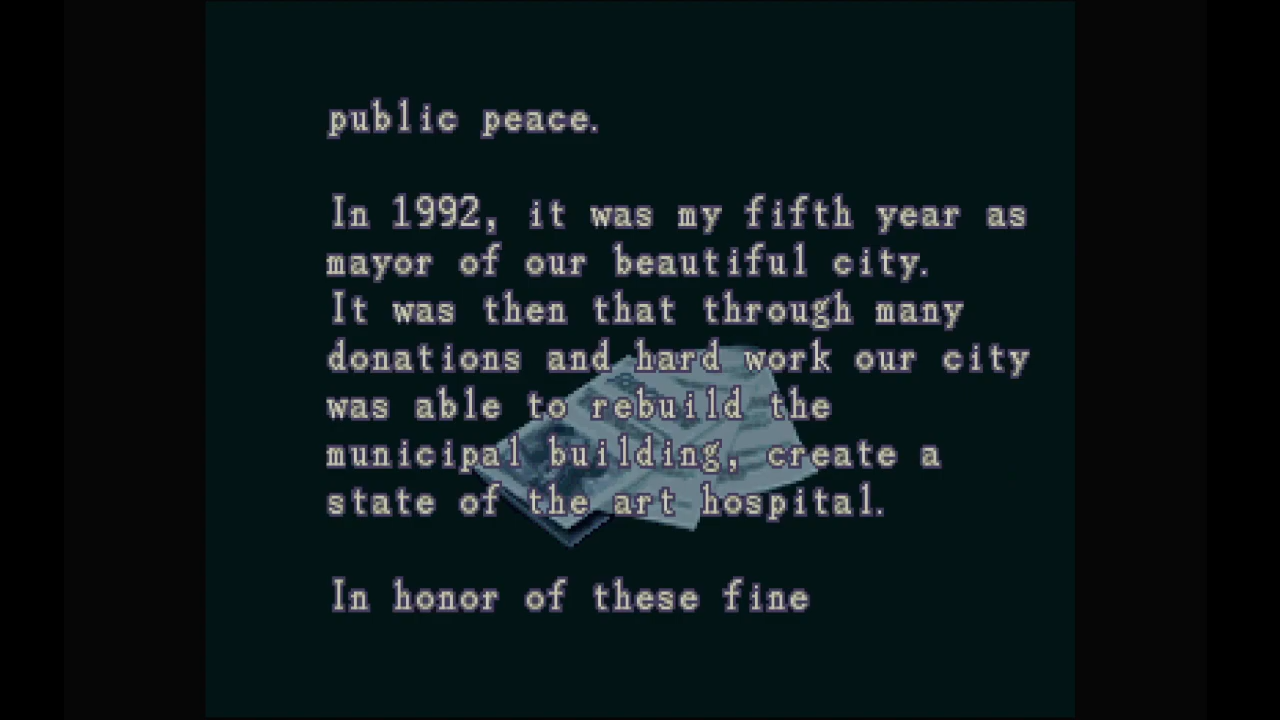 public peace.
In 1992, it was my fifth year as
mayor of our beautiful city.
It was then that through many
donations and hard work our city
was able to rebuild the
municipal building, create a
state of the art hospital.
In honor of these fine